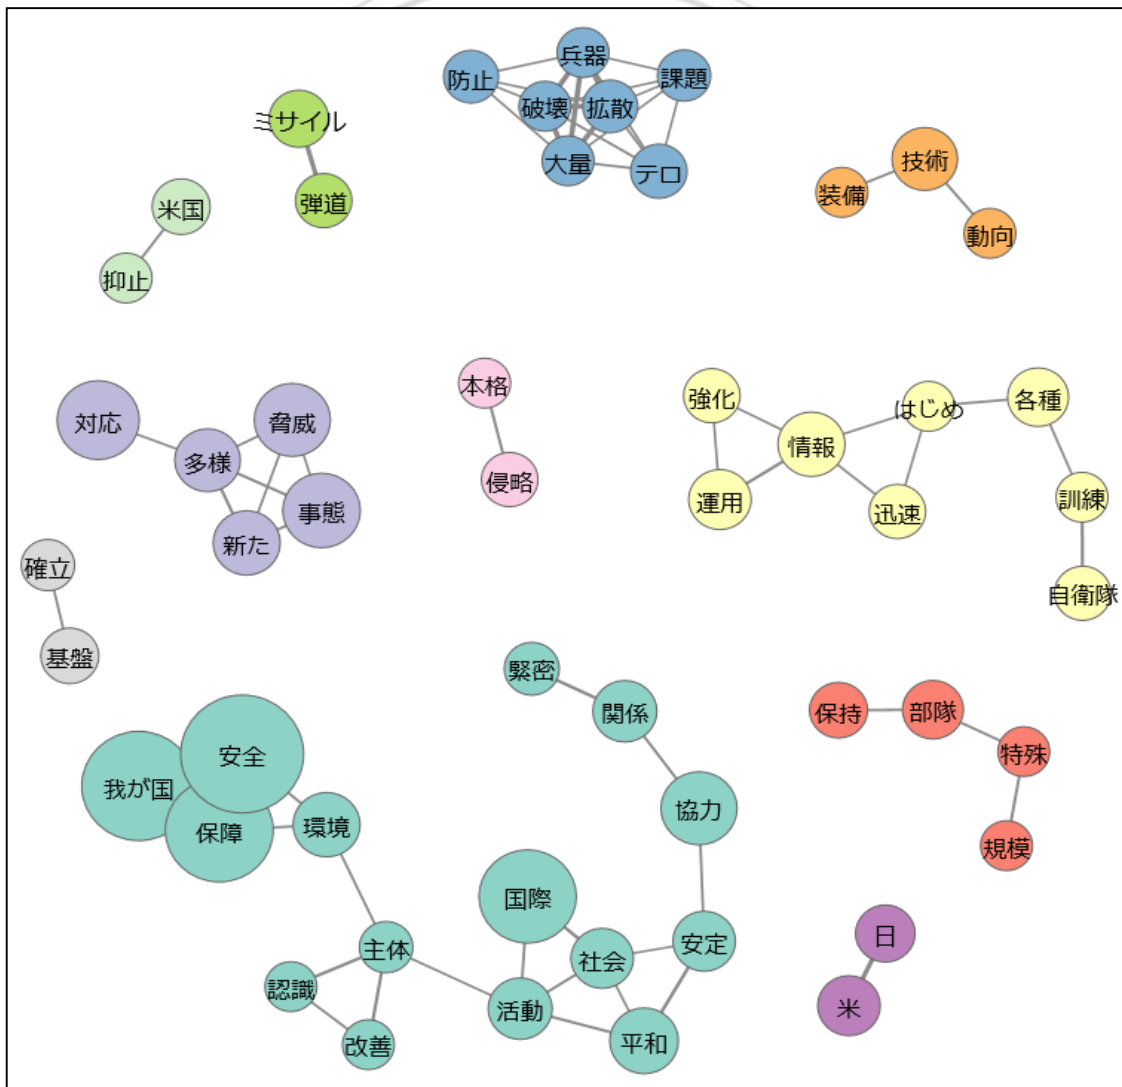 兵器
防止
課題
破壊
拡散
大量
テロ
ミサイル
弾道
米国
抑止
技術
装備
動向
対応
脅威
多様
事態
新た
本格
侵略
強化
はじめ
各種
情報
運用
迅速
訓練
自衛隊
確立
基盤
緊密
関係
協力
安全
我が国
保障
環境
国際
主体
社会
安定
認識
活動
改善
平和
保持
部隊
特殊
規模
日
米